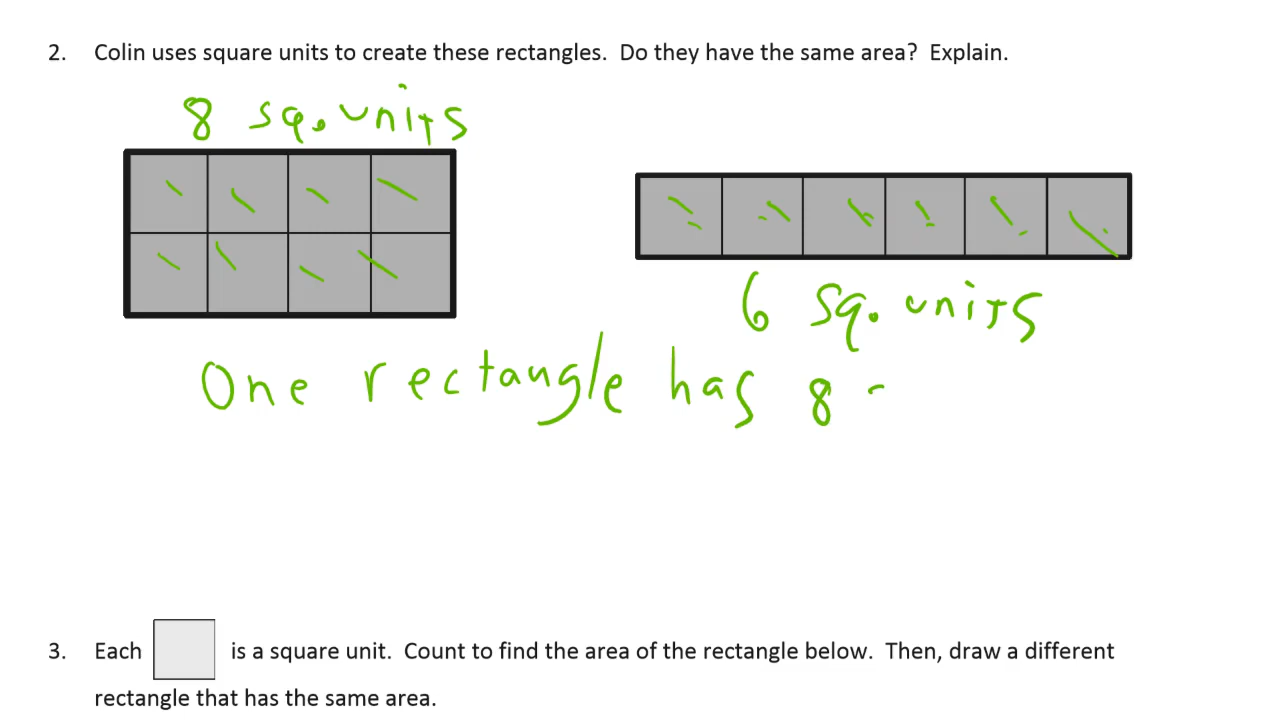 2. Colin uses square units to create these rectangles. Do they have the same area? Explain.
8 sq. units
6 sq. units
One rectangle has 8
3. Each is a square unit. Count to find the area of the rectangle below. Then, draw a different
rectangle that has the same area.